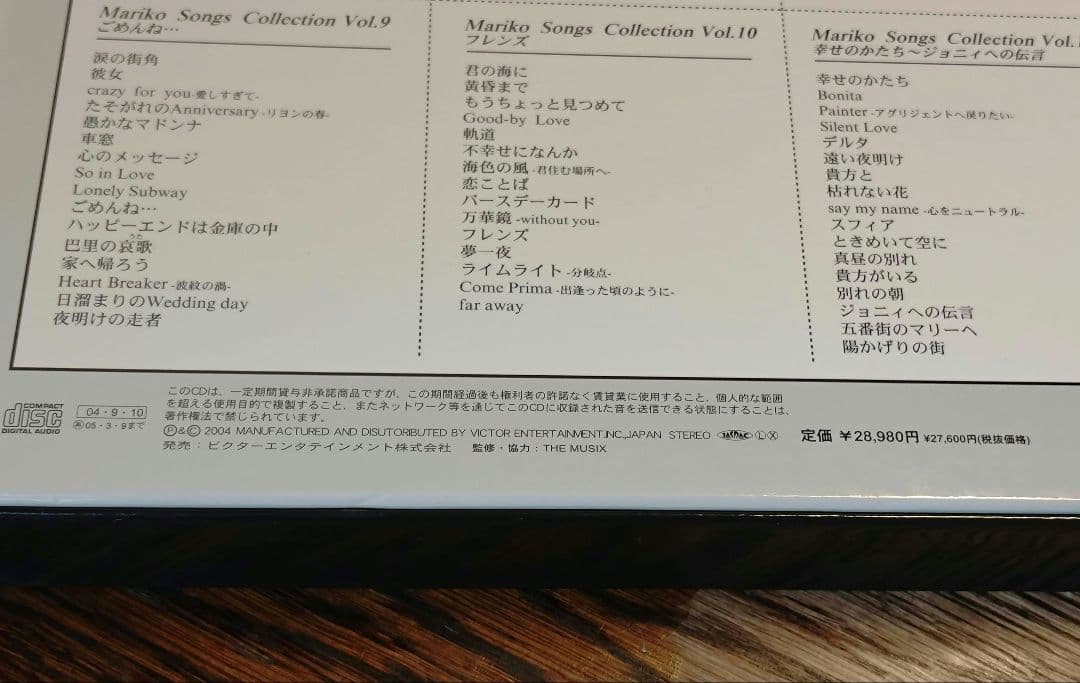 Mariko Songs Collection Vol.9
ごめんね…
涙の街角
彼女
crazy for you-愛しすぎて-
たそがれのAnniversary-リヨンの春-
愚かなマドンナ
車窓
心のメッセージ
So in Love
Lonely Subway
ごめんね…
ハッピーエンドは金庫の中
うた
巴里の哀歌
家へ帰ろう
Heart Breaker-波紋の渦-
日溜まりのWedding day
夜明けの走者
Mariko Songs Collection Vol.10
フレンズ
君の海に
黄昏まで
もうちょっと見つめて
Good-by Love
軌道
不幸せになんか
海色の風-君住む場所へ-
恋ことば
バースデーカード
万華鏡-without you-
フレンズ
夢一夜
ライムライト-分岐点-
Come Prima-出逢った頃のように-
far away
Mariko Songs Collection Vol.
幸せのかたち～ジョニィへの伝言
幸せのかたち
Bonita
Painter-アグリジェントへ戻りたい-
Silent Love
デルタ
遠い夜明け
貴方と
枯れない花
say my name-心をニュートラル-
スフィア
ときめいて空に
真昼の別れ
貴方がいる
別れの朝
ジョニィへの伝言
五番街のマリーへ
陽かげりの街
COMPACT
disc
DIGITAL AUDIO
04・9・10
再05・3・9まで
このCDは、一定期間貸与非承諾商品ですが、この期間経過後も権利者の許諾なく賃貸業に使用すること、個人的な範囲
を超える使用目的で複製すること、またネットワーク等を通じてこのCDに収録された音を送信できる状態にすることは、
著作権法で禁じられています。
Ⓟ&Ⓒ 2004 MANUFACTURED AND DISUTORIBUTED BY VICTOR ENTERTAINMENT,INC.,JAPAN STEREO JASRAC Ⓛ Ⓧ
発売：ビクターエンタテインメント株式会社 監修・協力：THE MUSIX
定価 ¥28,980円 ¥27,600円(税抜価格)